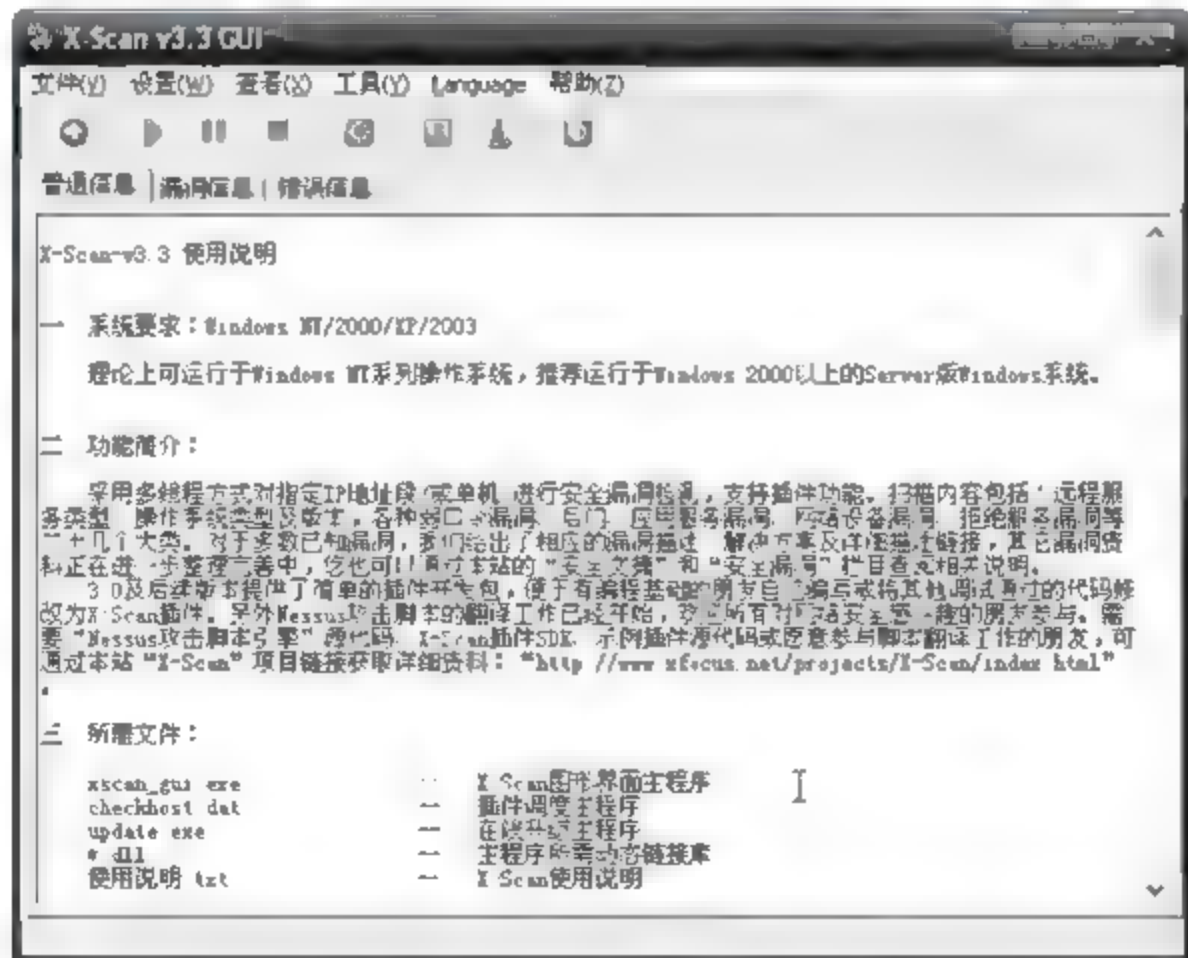 X-Scan v3.3 GUI
文件(V) 设置(W) 查看(X) 工具(Y) Language 帮助(Z)
普通信息 漏洞信息 错误信息
X-Scan-v3.3 使用说明
一 系统要求:Windows NT/2000/XP/2003
理论上可运行于Windows NT系列操作系统,推荐运行于Windows 2000以上的Server版Windows系统。
二 功能简介:
采用多线程方式对指定IP地址段 或单机 进行安全漏洞检测,支持插件功能。扫描内容包括:远程服
务类型 操作系统类型及版本,各种弱口令漏洞 后门 应用服务漏洞 网络设备漏洞 拒绝服务漏洞等
二十几个大类。对于多数已知漏洞,我们给出了相应的漏洞描述 解决方案及详细描述链接,其它漏洞资
料正在进一步整理完善中,您也可以通过本站的“安全文摘”和“安全漏洞”栏目查阅相关说明。
3.0及后续版本提供了简单的插件开发包,便于有编程基础的朋友自己编写或将其他调试通过的代码修
改为X-Scan插件。另外Nessus攻击脚本的翻译工作已经开始,欢迎所有对网络安全感兴趣的朋友参与。需
要“Nessus攻击脚本引擎”源代码 X-Scan插件SDK 示例插件源代码或愿意参与脚本翻译工作的朋友,可
通过本站“X-Scan”项目链接获取详细资料:“http://www.xfocus.net/projects/X-Scan/index.html”
。
三 所需文件:
xscan_gui.exe -- X-Scan图形界面主程序
checkhost.dat -- 插件调度主程序
update.exe -- 在线升级主程序
*.dll -- 主程序所需动态链接库
使用说明.txt -- X-Scan使用说明